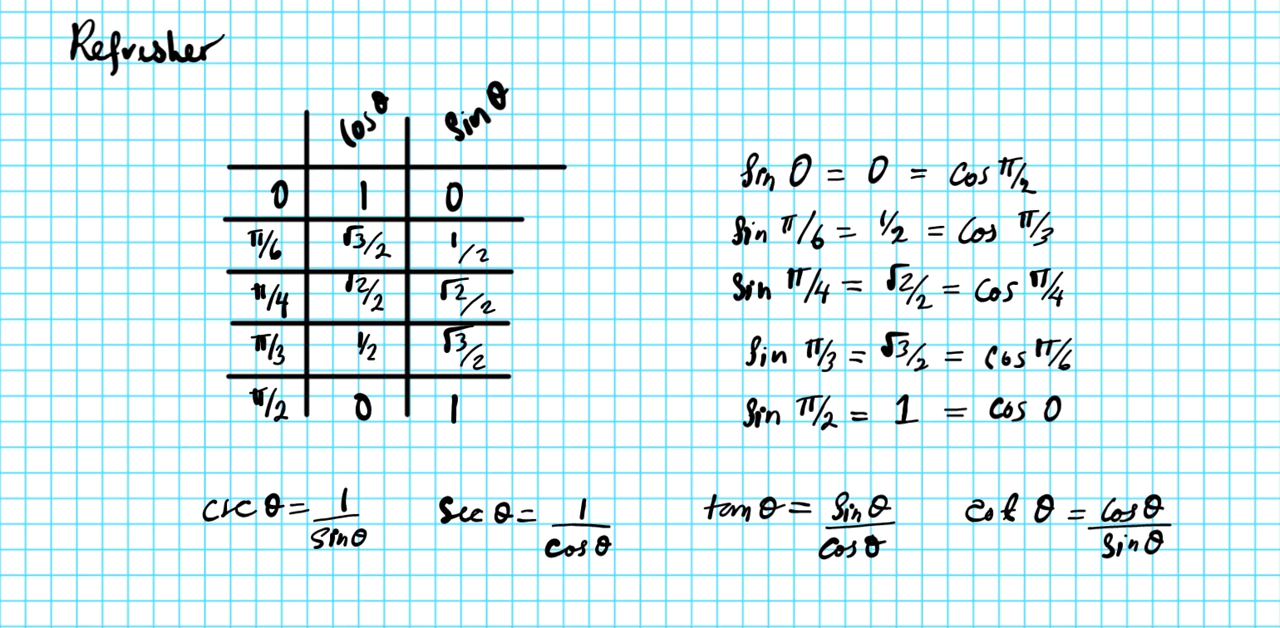 Refresher
cos θ sin θ
0 1 0
π/6 √3/2 1/2
π/4 √2/2 √2/2
π/3 1/2 √3/2
π/2 0 1
sin 0 = 0 = cos π/2
sin π/6 = 1/2 = cos π/3
sin π/4 = √2/2 = cos π/4
sin π/3 = √3/2 = cos π/6
sin π/2 = 1 = cos 0
csc θ = 1/sin θ sec θ = 1/cos θ tan θ = sin θ/cos θ cot θ = cos θ/sin θ